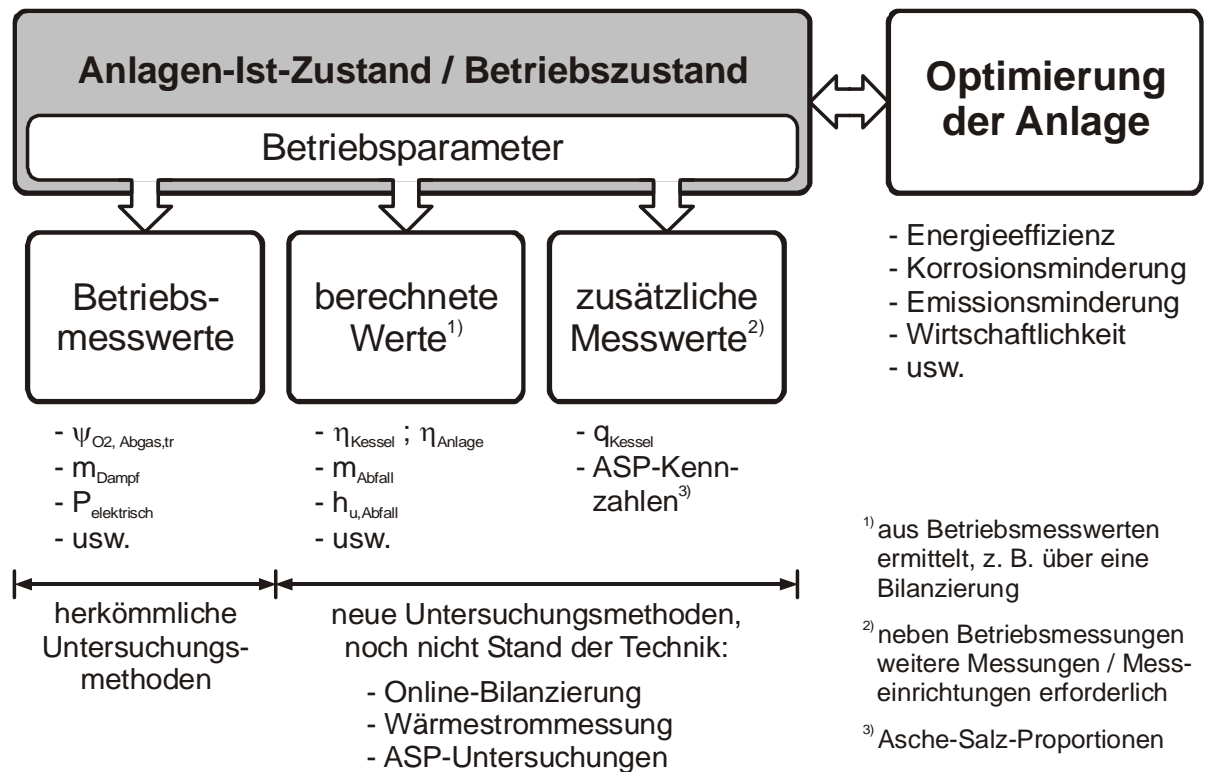 Anlagen-Ist-Zustand / Betriebszustand
Betriebsparameter
Optimierung
der Anlage
- Energieeffizienz
- Korrosionsminderung
- Emissionsminderung
- Wirtschaftlichkeit
- usw.
Betriebs-
messwerte
berechnete
Werte1)
zusätzliche
Messwerte2)
- ψO2, Abgas,tr
- mDampf
- Pelektrisch
- usw.
- ηKessel ; ηAnlage
- mAbfall
- hu,Abfall
- usw.
- qKessel
- ASP-Kenn-
zahlen3)
herkömmliche
Untersuchungs-
methoden
neue Untersuchungsmethoden,
noch nicht Stand der Technik:
- Online-Bilanzierung
- Wärmestrommessung
- ASP-Untersuchungen
1) aus Betriebsmesswerten
ermittelt, z. B. über eine
Bilanzierung
2) neben Betriebsmessungen
weitere Messungen / Mess-
einrichtungen erforderlich
3) Asche-Salz-Proportionen